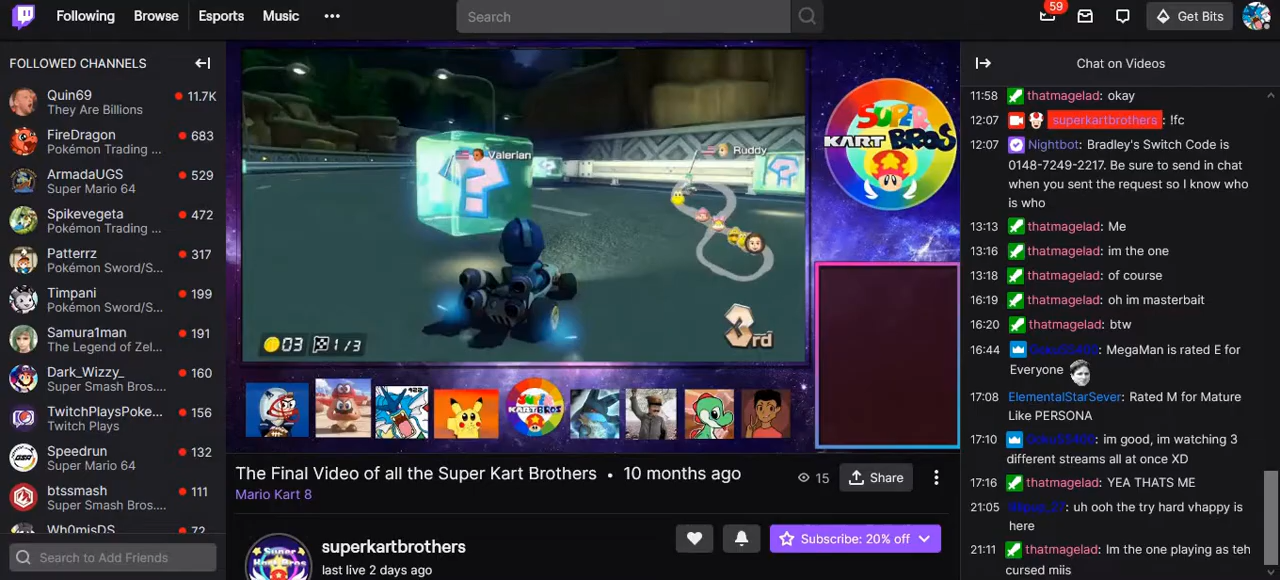 Following Browse Esports Music ••• Search 59 Get Bits
FOLLOWED CHANNELS
Quin69 11.7K
They Are Billions
FireDragon 683
Pokémon Trading ...
ArmadaUGS 529
Super Mario 64
Spikevegeta 472
Pokémon Trading ...
Patterrz 317
Pokémon Sword/S...
Timpani 199
Pokémon Sword/S...
Samura1man 191
The Legend of Zel...
Dark_Wizzy_ 160
Super Smash Bros....
TwitchPlaysPoke... 156
Twitch Plays
Speedrun 132
Super Mario 64
btssmash 111
Super Smash Bros....
Wh0misDS 72
Search to Add Friends
Valerian
Ruddy
03 1/3
3rd
SUPER
KART BROS
The Final Video of all the Super Kart Brothers • 10 months ago
15 Share
Mario Kart 8
superkartbrothers
last live 2 days ago
Subscribe: 20% off
Chat on Videos
11:58 thatmagelad: okay
12:07 superkartbrothers : !fc
12:07 Nightbot: Bradley's Switch Code is
0148-7249-2217. Be sure to send in chat
when you sent the request so I know who
is who
13:13 thatmagelad: Me
13:16 thatmagelad: im the one
13:18 thatmagelad: of course
16:19 thatmagelad: oh im masterbait
16:20 thatmagelad: btw
16:44 : MegaMan is rated E for
Everyone
17:08 ElementalStarSever: Rated M for Mature
Like PERSONA
17:10 : im good, im watching 3
different streams all at once XD
17:16 thatmagelad: YEA THATS ME
21:05 : uh ooh the try hard vhappy is
here
21:11 thatmagelad: Im the one playing as teh
cursed miis